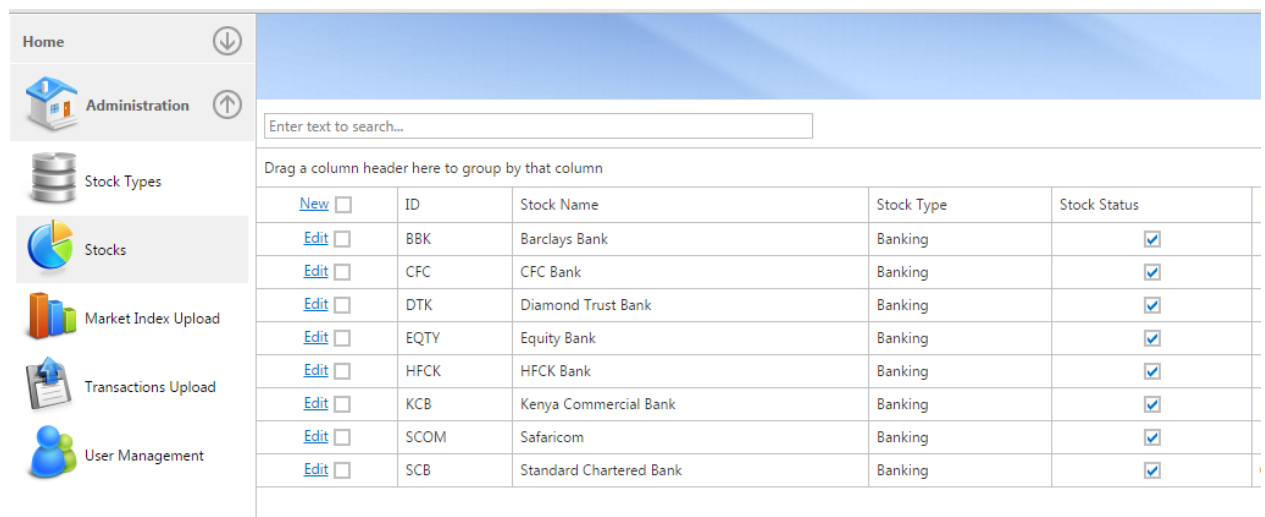 Home
Administration
Stock Types
Stocks
Market Index Upload
Transactions Upload
User Management
Enter text to search...
Drag a column header here to group by that column
New ID Stock Name Stock Type Stock Status
Edit BBK Barclays Bank Banking
Edit CFC CFC Bank Banking
Edit DTK Diamond Trust Bank Banking
Edit EQTY Equity Bank Banking
Edit HFCK HFCK Bank Banking
Edit KCB Kenya Commercial Bank Banking
Edit SCOM Safaricom Banking
Edit SCB Standard Chartered Bank Banking